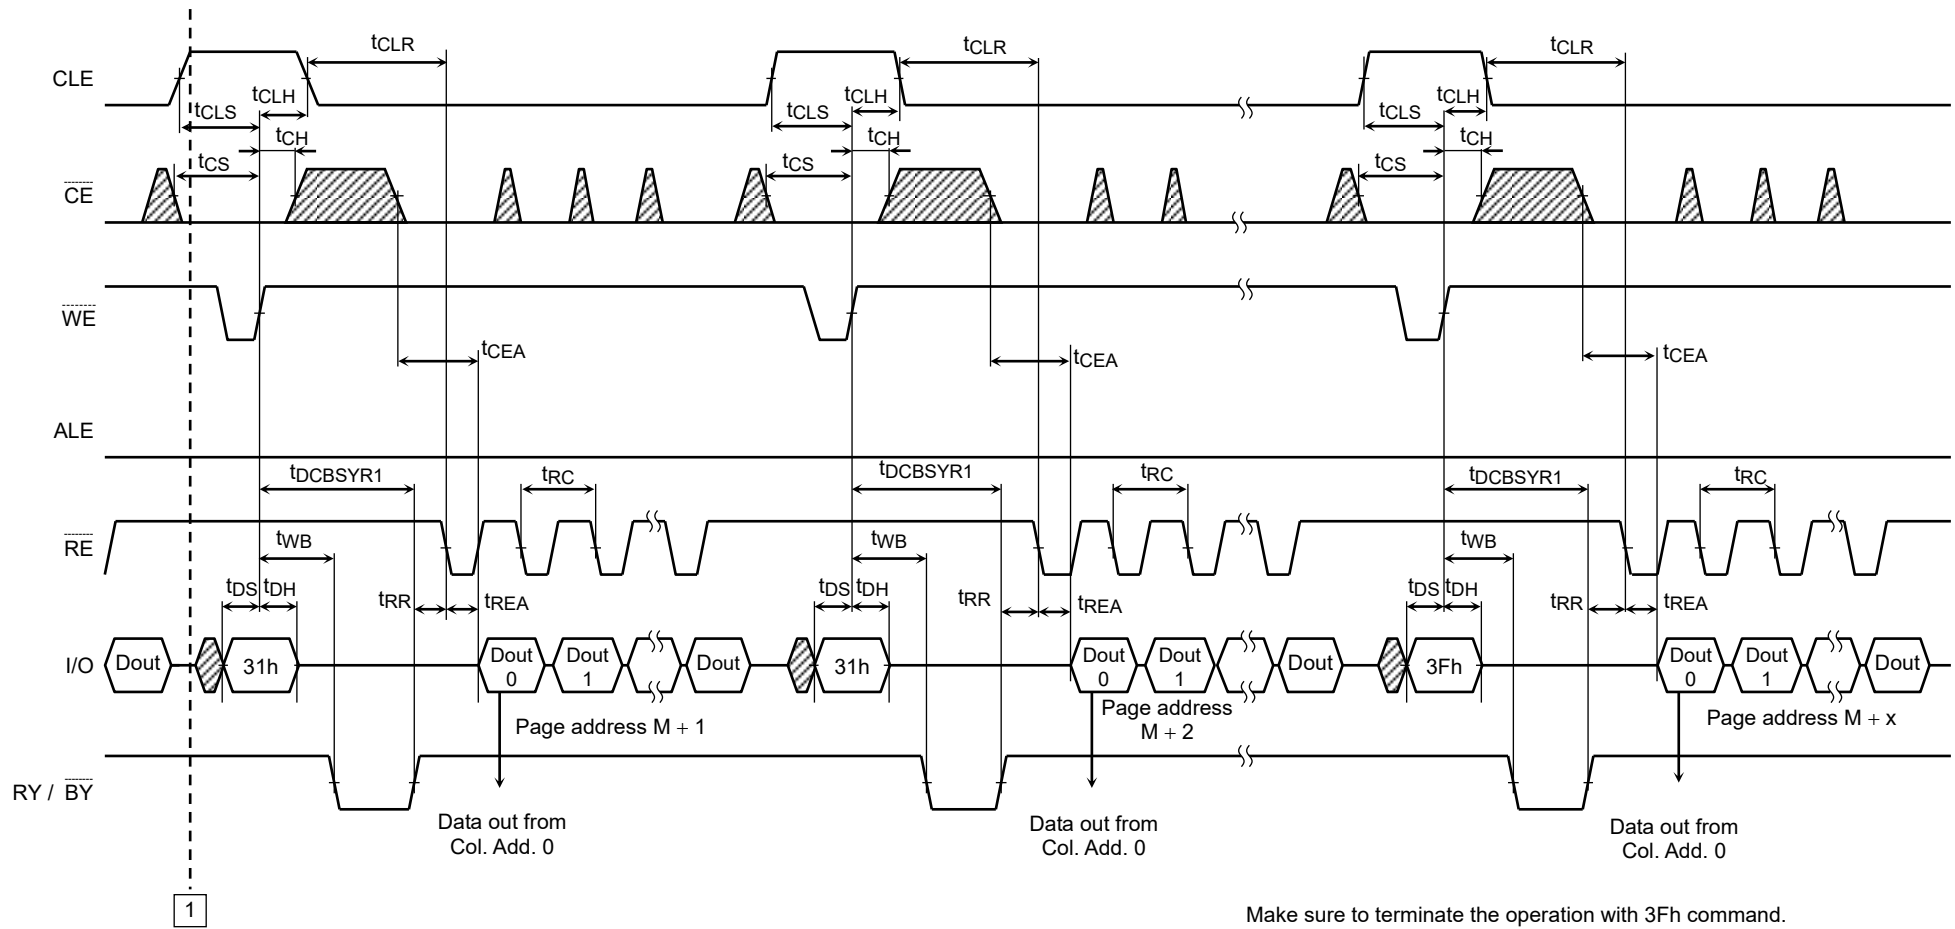 tCLR tCLR tCLR
CLE
tCLH tCLH tCLH
tCLS tCLS tCLS
tCH tCH tCH
tCS tCS tCS
CE
WE
tCEA tCEA tCEA
ALE
tDCBSYR1 tDCBSYR1 tDCBSYR1
tRC tRC tRC
RE
tWB tWB tWB
tDS tDH tDS tDH tDS tDH
tRR tREA tRR tREA tRR tREA
I/O Dout 31h Dout 0 Dout 1 Dout 31h Dout 0 Dout 1 Dout 3Fh Dout 0 Dout 1 Dout
Page address M + 1
Page address
M + 2
Page address M + x
RY / BY
Data out from
Col. Add. 0
Data out from
Col. Add. 0
Data out from
Col. Add. 0
1
Make sure to terminate the operation with 3Fh command.